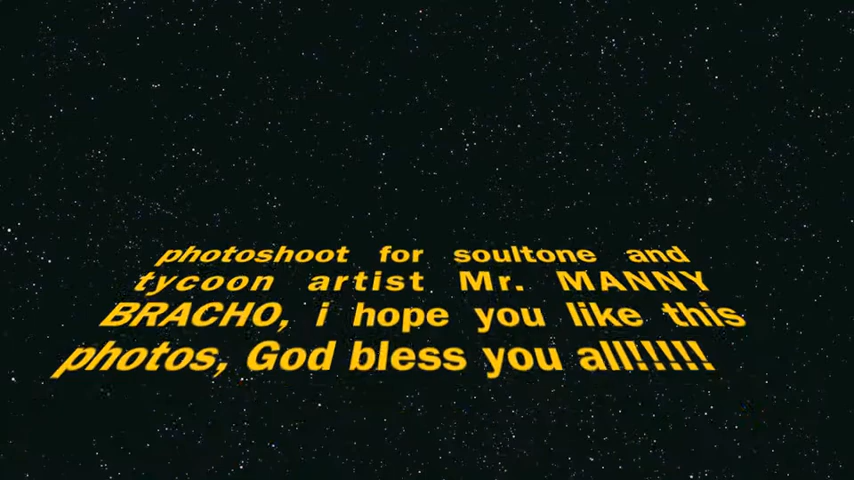 photoshoot for soultone and
tycoon artist Mr. MANNY
BRACHO, i hope you like this
photos, God bless you all!!!!!